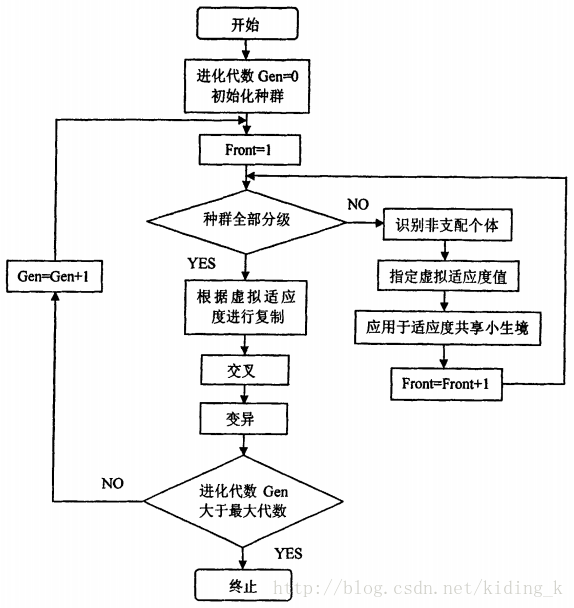 开始
进化代数 Gen=0
初始化种群
Front=1
种群全部分级
NO
识别非支配个体
YES
Gen=Gen+1
指定虚拟适应度值
根据虚拟适应
度进行复制
应用于适应度共享小生境
交叉
Front=Front+1
变异
NO
进化代数 Gen
大于最大代数
YES
终止
http://blog.csdn.net/kiding_k